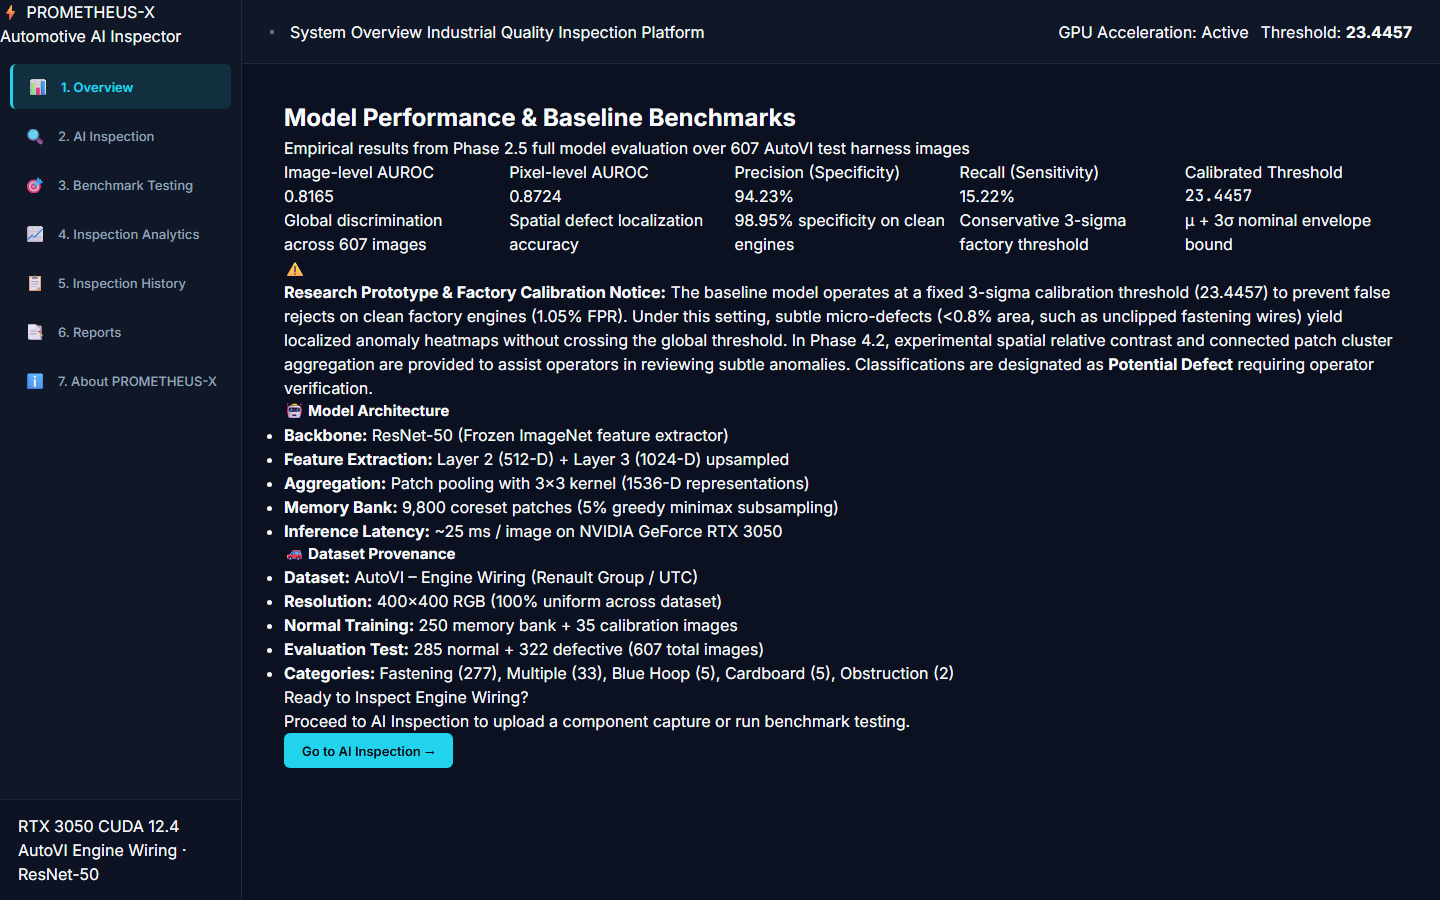 PROMETHEUS-X
Automotive AI Inspector
1. Overview
2. AI Inspection
3. Benchmark Testing
4. Inspection Analytics
5. Inspection History
6. Reports
7. About PROMETHEUS-X
RTX 3050 CUDA 12.4
AutoVI Engine Wiring ·
ResNet-50
System Overview Industrial Quality Inspection Platform
GPU Acceleration: Active Threshold: 23.4457
Model Performance & Baseline Benchmarks
Empirical results from Phase 2.5 full model evaluation over 607 AutoVI test harness images
Image-level AUROC
0.8165
Global discrimination
across 607 images
Pixel-level AUROC
0.8724
Spatial defect localization
accuracy
Precision (Specificity)
94.23%
98.95% specificity on clean
engines
Recall (Sensitivity)
15.22%
Conservative 3-sigma
factory threshold
Calibrated Threshold
23.4457
μ + 3σ nominal envelope
bound
Research Prototype & Factory Calibration Notice: The baseline model operates at a fixed 3-sigma calibration threshold (23.4457) to prevent false
rejects on clean factory engines (1.05% FPR). Under this setting, subtle micro-defects (<0.8% area, such as unclipped fastening wires) yield
localized anomaly heatmaps without crossing the global threshold. In Phase 4.2, experimental spatial relative contrast and connected patch cluster
aggregation are provided to assist operators in reviewing subtle anomalies. Classifications are designated as Potential Defect requiring operator
verification.
Model Architecture
• Backbone: ResNet-50 (Frozen ImageNet feature extractor)
• Feature Extraction: Layer 2 (512-D) + Layer 3 (1024-D) upsampled
• Aggregation: Patch pooling with 3×3 kernel (1536-D representations)
• Memory Bank: 9,800 coreset patches (5% greedy minimax subsampling)
• Inference Latency: ~25 ms / image on NVIDIA GeForce RTX 3050
Dataset Provenance
• Dataset: AutoVI – Engine Wiring (Renault Group / UTC)
• Resolution: 400×400 RGB (100% uniform across dataset)
• Normal Training: 250 memory bank + 35 calibration images
• Evaluation Test: 285 normal + 322 defective (607 total images)
• Categories: Fastening (277), Multiple (33), Blue Hoop (5), Cardboard (5), Obstruction (2)
Ready to Inspect Engine Wiring?
Proceed to AI Inspection to upload a component capture or run benchmark testing.
Go to AI Inspection →